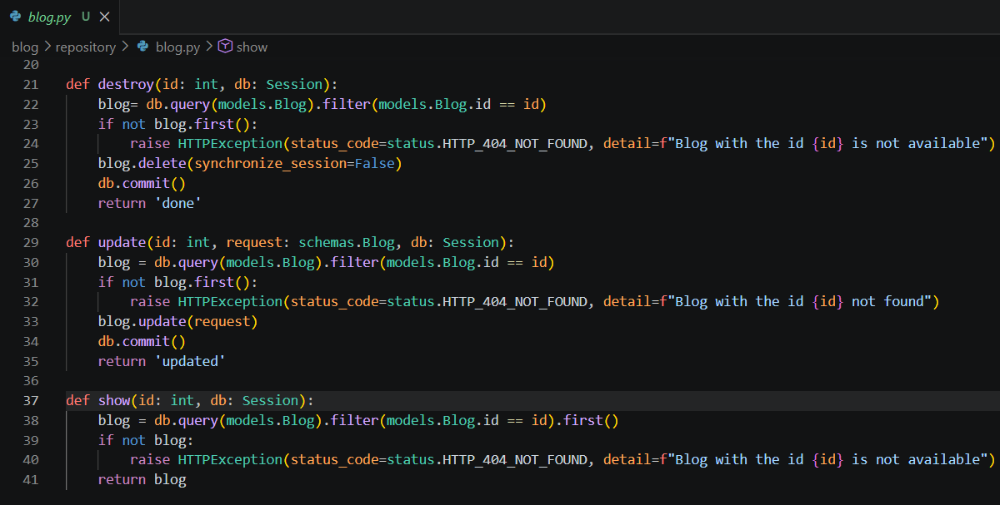 blog.py U
blog > repository > blog.py > show
20
21 def destroy(id: int, db: Session):
22     blog= db.query(models.Blog).filter(models.Blog.id == id)
23     if not blog.first():
24         raise HTTPException(status_code=status.HTTP_404_NOT_FOUND, detail=f"Blog with the id {id} is not available")
25     blog.delete(synchronize_session=False)
26     db.commit()
27     return 'done'
28
29 def update(id: int, request: schemas.Blog, db: Session):
30     blog = db.query(models.Blog).filter(models.Blog.id == id)
31     if not blog.first():
32         raise HTTPException(status_code=status.HTTP_404_NOT_FOUND, detail=f"Blog with the id {id} not found")
33     blog.update(request)
34     db.commit()
35     return 'updated'
36
37 def show(id: int, db: Session):
38     blog = db.query(models.Blog).filter(models.Blog.id == id).first()
39     if not blog:
40         raise HTTPException(status_code=status.HTTP_404_NOT_FOUND, detail=f"Blog with the id {id} is not available")
41     return blog